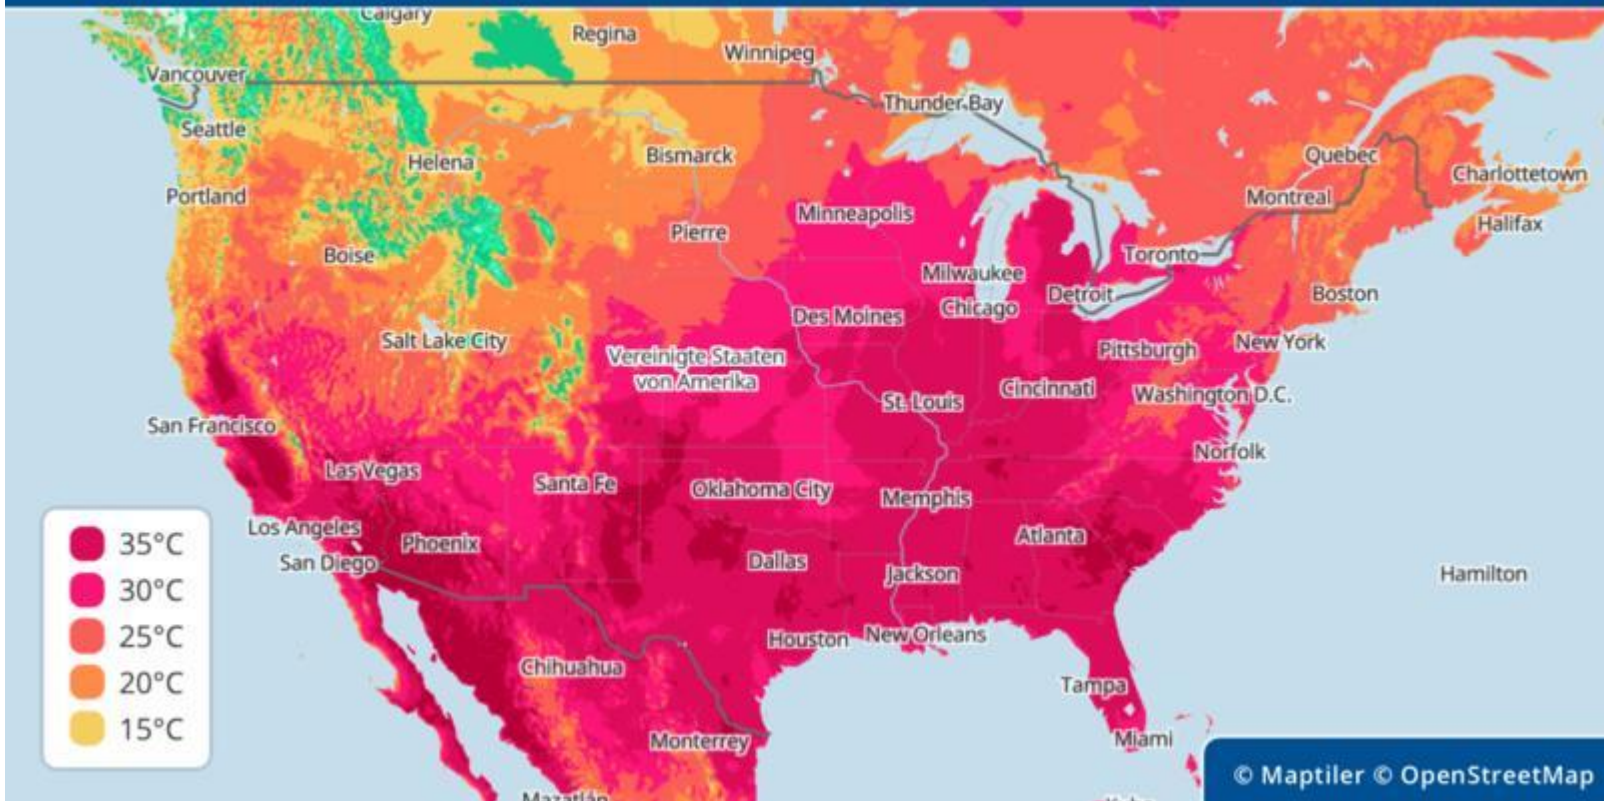 Calgary
Regina
Winnipeg
Vancouver
Thunder Bay
Seattle
Helena
Bismarck
Quebec
Charlottetown
Portland
Montreal
Minneapolis
Halifax
Pierre
Boise
Toronto
Milwaukee
Detroit
Boston
Chicago
Des Moines
Salt Lake City
New York
Pittsburgh
Vereinigte Staaten
von Amerika
Cincinnati
Washington D.C.
St. Louis
San Francisco
Norfolk
Las Vegas
Santa Fe
Oklahoma City
Memphis
Los Angeles
Phoenix
Atlanta
San Diego
Dallas
Jackson
Hamilton
35°C
30°C
25°C
20°C
15°C
Houston
New Orleans
Chihuahua
Tampa
Monterrey
Miami
© Maptiler © OpenStreetMap
Mazatlán